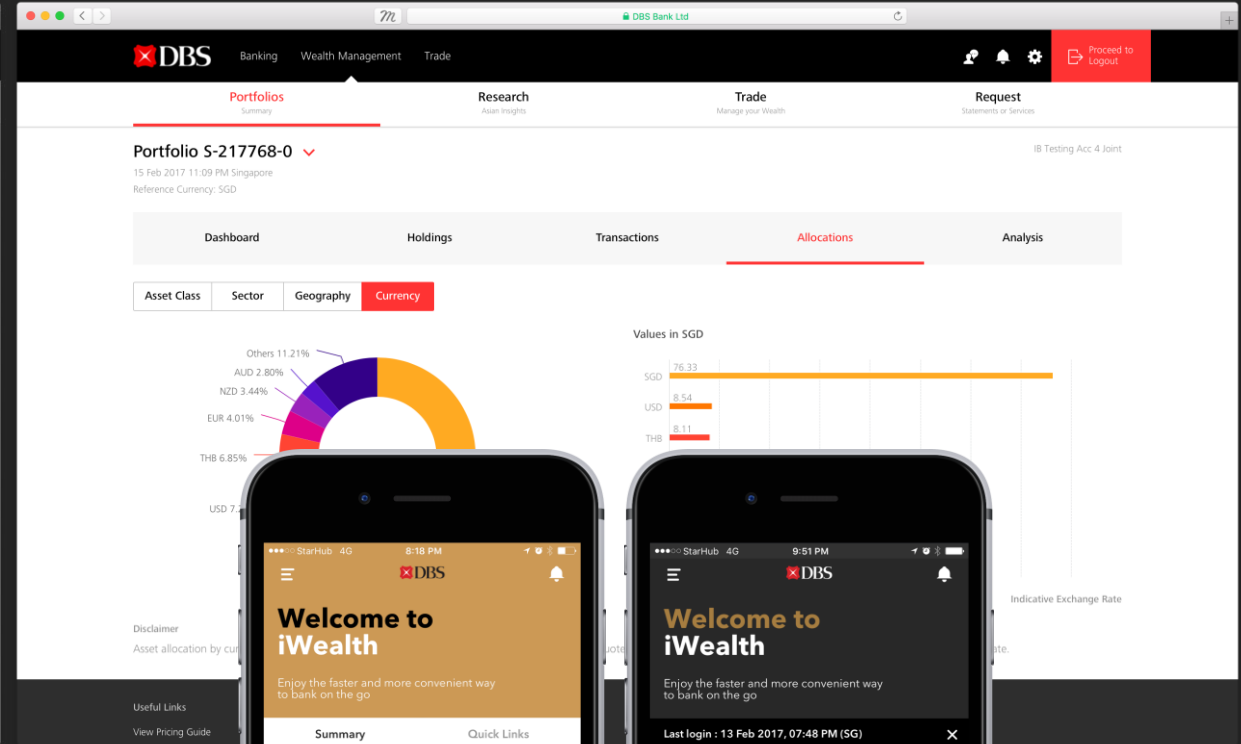 DBS Bank Ltd
DBS
Banking
Wealth Management
Trade
Proceed to
Logout
Portfolios
Summary
Research
Asian Insights
Trade
Manage your Wealth
Request
Statements or Services
Portfolio S-217768-0
IB Testing Acc 4 Joint
15 Feb 2017 11:09 PM Singapore
Reference Currency: SGD
Dashboard
Holdings
Transactions
Allocations
Analysis
Asset Class
Sector
Geography
Currency
Others 11.21%
AUD 2.80%
NZD 3.44%
EUR 4.01%
THB 6.85%
USD 7.
Values in SGD
SGD
76.33
USD
8.54
THB
8.11
Indicative Exchange Rate
Disclaimer
Asset allocation by
Useful Links
View Pricing Guide
StarHub 4G
8:18 PM
DBS
Welcome to
iWealth
Enjoy the faster and more convenient way
to bank on the go
Summary
Quick Links
StarHub 4G
9:51 PM
DBS
Welcome to
iWealth
Enjoy the faster and more convenient way
to bank on the go
Last login : 13 Feb 2017, 07:48 PM (SG)